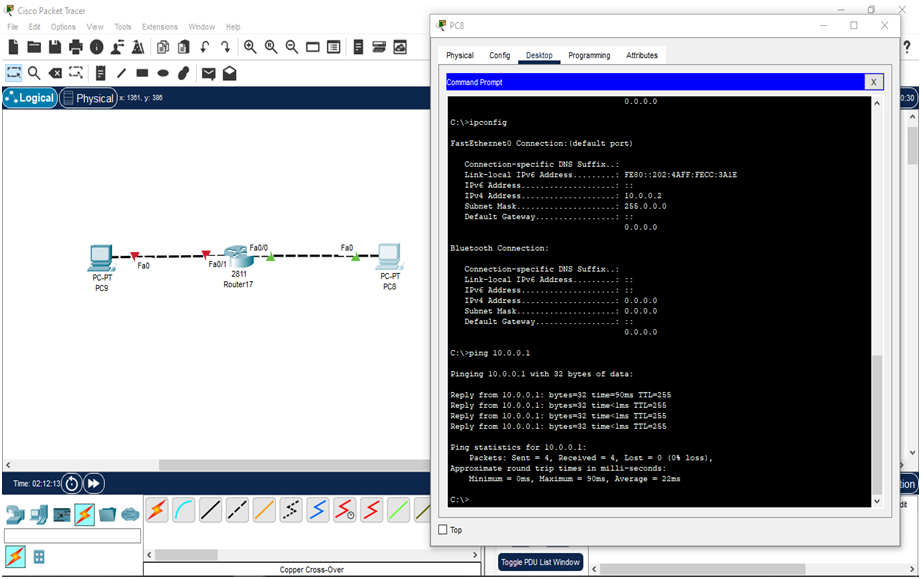 Cisco Packet Tracer
File Edit Options View Tools Extensions Window Help
Logical Physical x: 1361, y: 386
PC-PT
PC9
Fa0
Fa0/1
Fa0/0
2811
Router17
Fa0
PC-PT
PC8
PC8
Physical Config Desktop Programming Attributes
Command Prompt
X
0.0.0.0
C:\>ipconfig
FastEthernet0 Connection:(default port)
Connection-specific DNS Suffix..:
Link-local IPv6 Address.........: FE80::202:4AFF:FECC:3A1E
IPv6 Address....................: ::
IPv4 Address....................: 10.0.0.2
Subnet Mask.....................: 255.0.0.0
Default Gateway.................: ::
0.0.0.0
Bluetooth Connection:
Connection-specific DNS Suffix..:
Link-local IPv6 Address.........: ::
IPv6 Address....................: ::
IPv4 Address....................: 0.0.0.0
Subnet Mask.....................: 0.0.0.0
Default Gateway.................: ::
0.0.0.0
C:\>ping 10.0.0.1
Pinging 10.0.0.1 with 32 bytes of data:
Reply from 10.0.0.1: bytes=32 time=90ms TTL=255
Reply from 10.0.0.1: bytes=32 time<1ms TTL=255
Reply from 10.0.0.1: bytes=32 time<1ms TTL=255
Reply from 10.0.0.1: bytes=32 time<1ms TTL=255
Ping statistics for 10.0.0.1:
Packets: Sent = 4, Received = 4, Lost = 0 (0% loss),
Approximate round trip times in milli-seconds:
Minimum = 0ms, Maximum = 90ms, Average = 22ms
C:\>
Top
Time: 02:12:13
Copper Cross-Over
Toggle PDU List Window